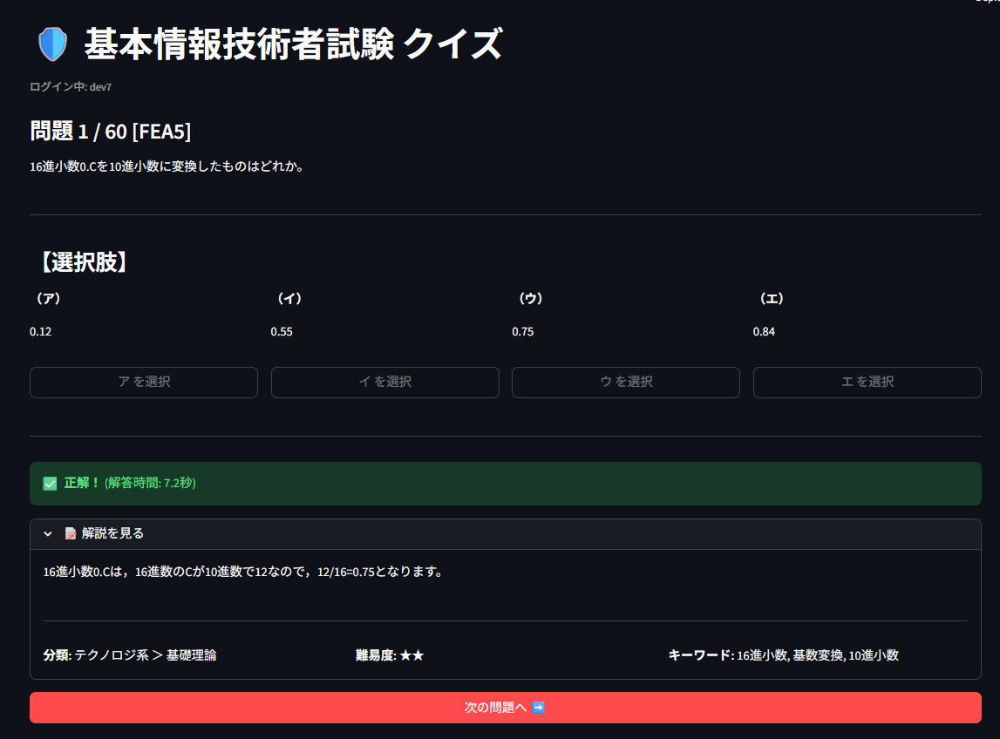 基本情報技術者試験 クイズ
ログイン中: dev7
問題 1 / 60 [FEA5]
16進小数0.Cを10進小数に変換したものはどれか。
【選択肢】
（ア） （イ） （ウ） （エ）
0.12 0.55 0.75 0.84
ア を選択 イ を選択 ウ を選択 エ を選択
正解！ (解答時間: 7.2秒)
解説を見る
16進小数0.Cは，16進数のCが10進数で12なので，12/16=0.75となります。
分類: テクノロジ系 ＞ 基礎理論 難易度: ★★ キーワード: 16進小数, 基数変換, 10進小数
次の問題へ